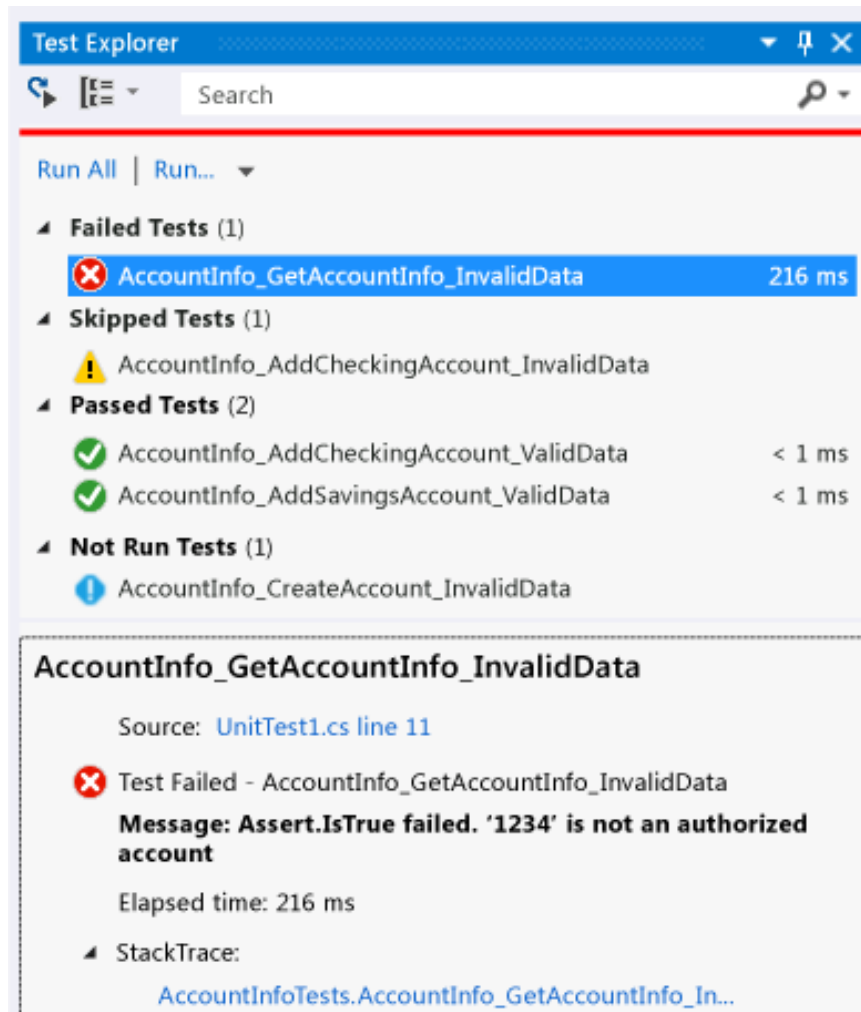 Test Explorer
Search
Run All | Run...
Failed Tests (1)
AccountInfo_GetAccountInfo_InvalidData 216 ms
Skipped Tests (1)
AccountInfo_AddCheckingAccount_InvalidData
Passed Tests (2)
AccountInfo_AddCheckingAccount_ValidData < 1 ms
AccountInfo_AddSavingsAccount_ValidData < 1 ms
Not Run Tests (1)
AccountInfo_CreateAccount_InvalidData
AccountInfo_GetAccountInfo_InvalidData
Source: UnitTest1.cs line 11
Test Failed - AccountInfo_GetAccountInfo_InvalidData
Message: Assert.IsTrue failed. ‘1234’ is not an authorized
account
Elapsed time: 216 ms
StackTrace:
AccountInfoTests.AccountInfo_GetAccountInfo_In...